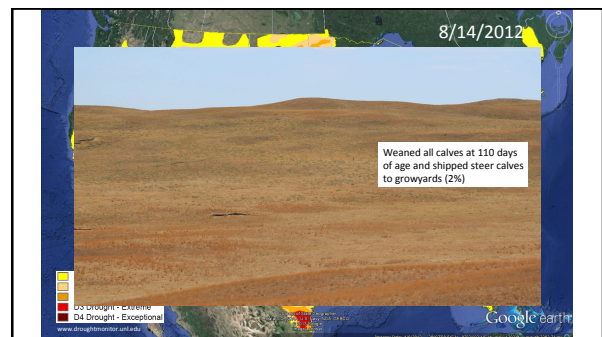 8/14/2012
Weaned all calves at 110 days
of age and shipped steer calves
to growyards (2%)
D3 Drought - Extreme
D4 Drought - Exceptional
www.droughtmonitor.unl.edu
Google earth